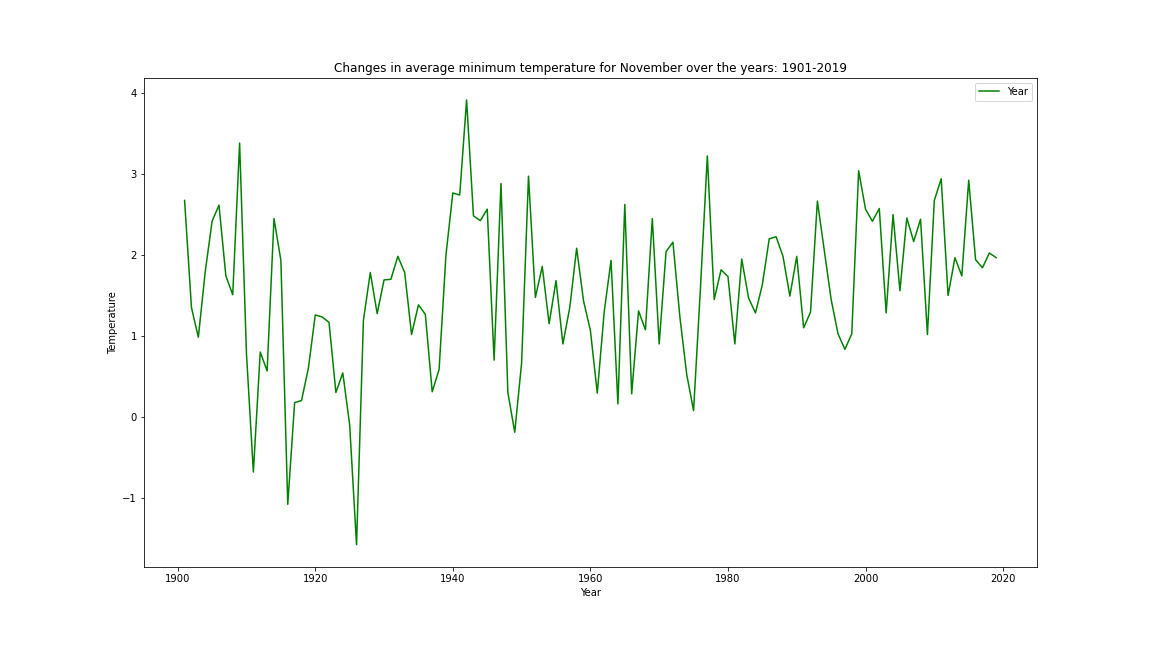 Changes in average minimum temperature for November over the years: 1901-2019
Year
4
3
2
1
0
−1
Temperature
1900 1920 1940 1960 1980 2000 2020
Year